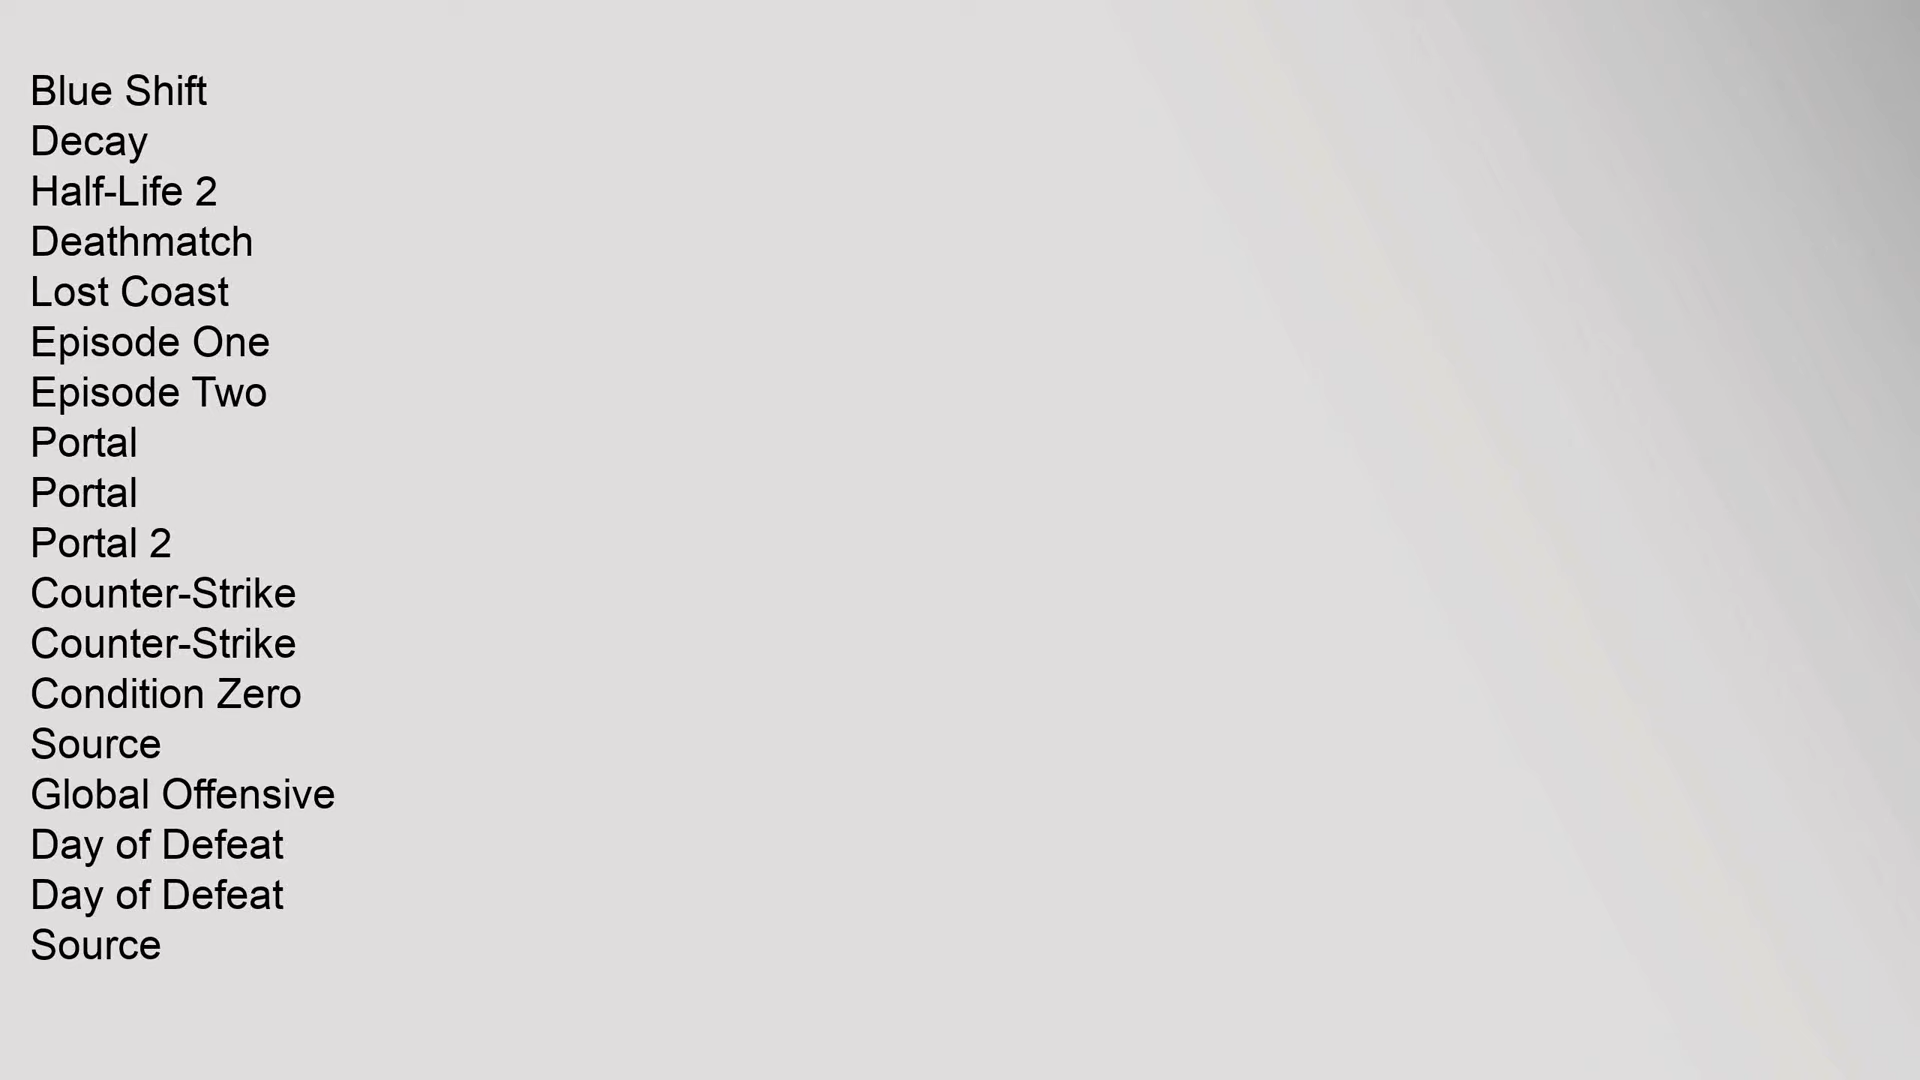 Blue Shift
Decay
Half-Life 2
Deathmatch
Lost Coast
Episode One
Episode Two
Portal
Portal
Portal 2
Counter-Strike
Counter-Strike
Condition Zero
Source
Global Offensive
Day of Defeat
Day of Defeat
Source